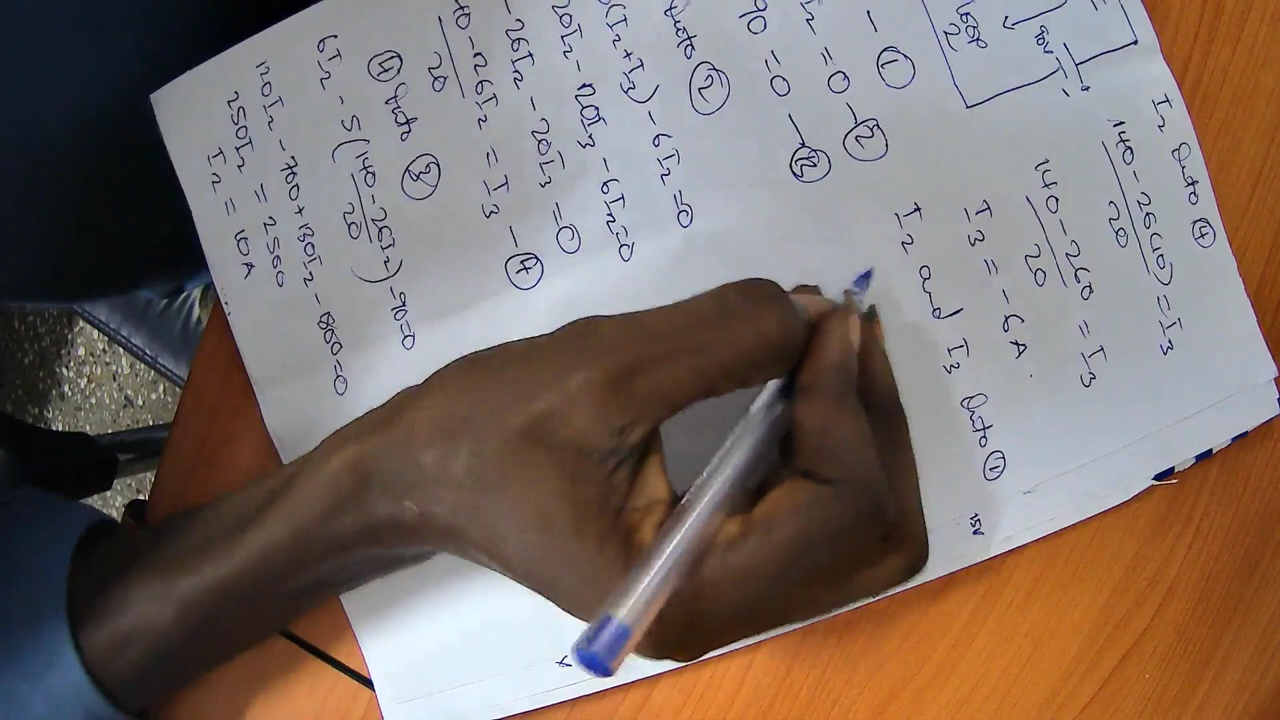 LOOP
2
90V
— ①
I₂ = 0 — ②
90 = 0 — ③
into ②
(I₂+I₃) - 6I₂ = 0
20I₂ - 20I₃ - 6I₂=0
- 26I₂ - 20I₃ = 0
140-26I₂ / 20 = I₃ — ④
④ into ③
6I₂ - 5(140-26I₂ / 20) - 90=0
120I₂ - 700+130I₂ - 1800=0
250I₂ = 2500
I₂ = 10A
I₂ into ④
140-26(10) / 20 = I₃
140-260 / 20 = I₃
I₃ = -6A.
I₂ and I₃ into ①